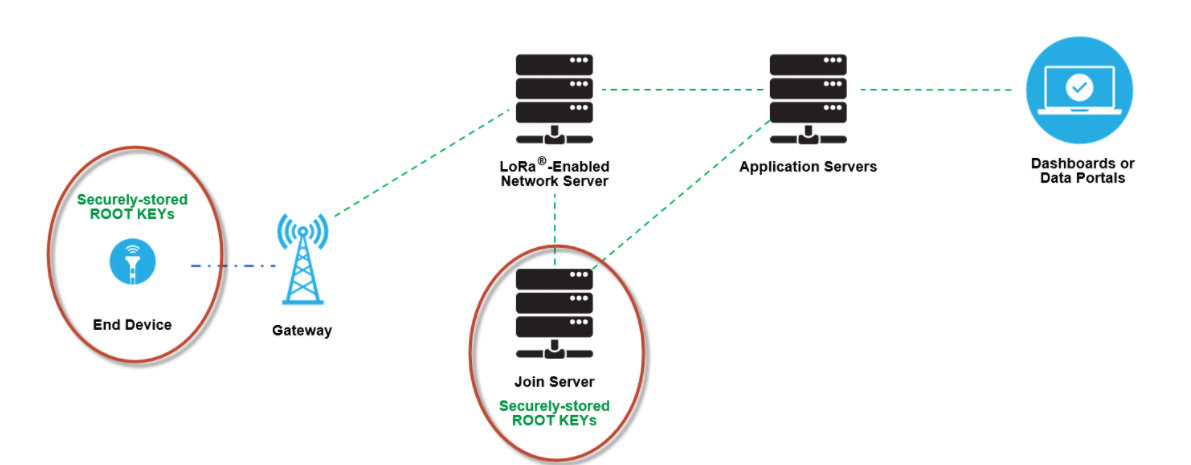 LoRa®-Enabled
Network Server
Application Servers
Dashboards or
Data Portals
Securely-stored
ROOT KEYs
End Device
Gateway
Join Server
Securely-stored
ROOT KEYs